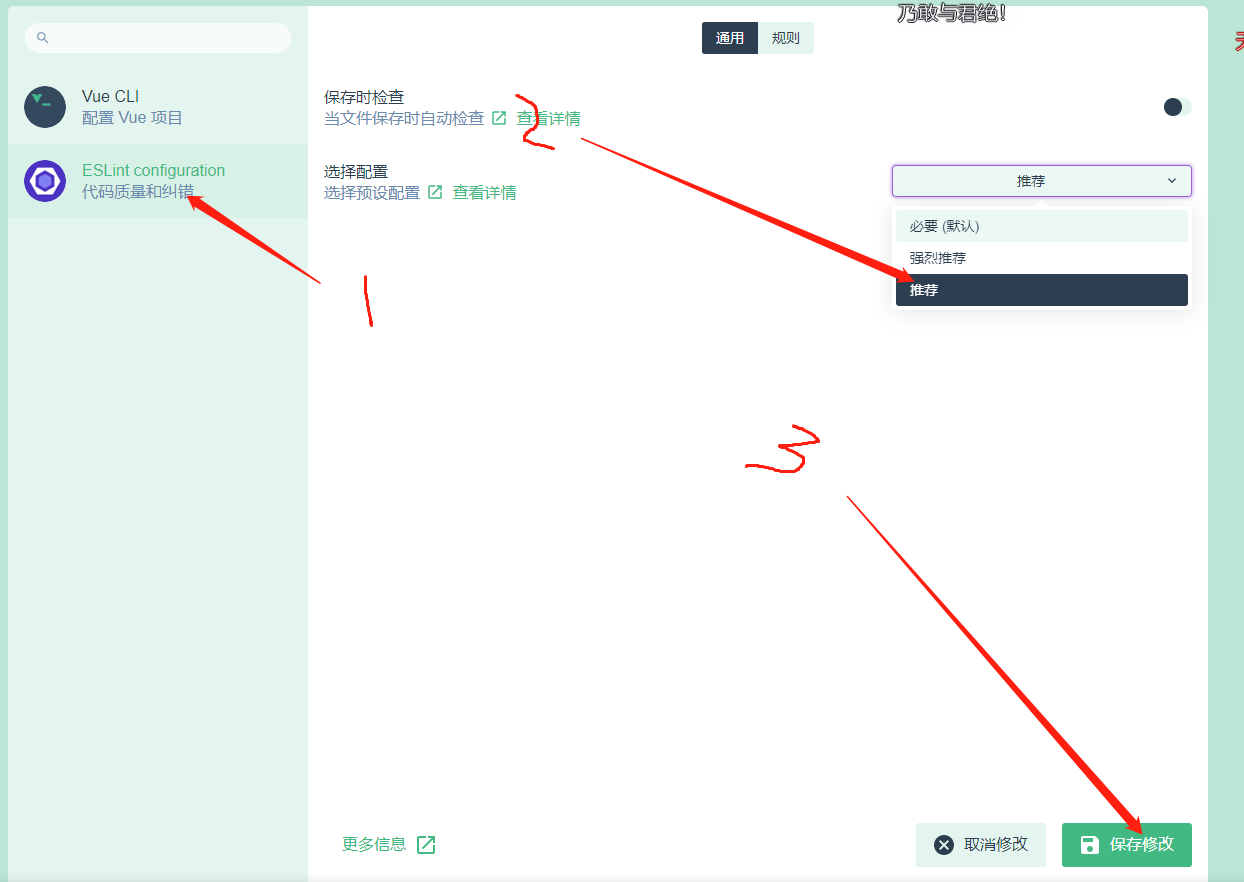 乃敢与君绝!
通用 规则
Vue CLI
配置 Vue 项目
ESLint configuration
代码质量和纠错
保存时检查
当文件保存时自动检查 查看详情
选择配置
选择预设配置 查看详情
推荐
必要 (默认)
强烈推荐
推荐
1
2
3
更多信息
取消修改
保存修改